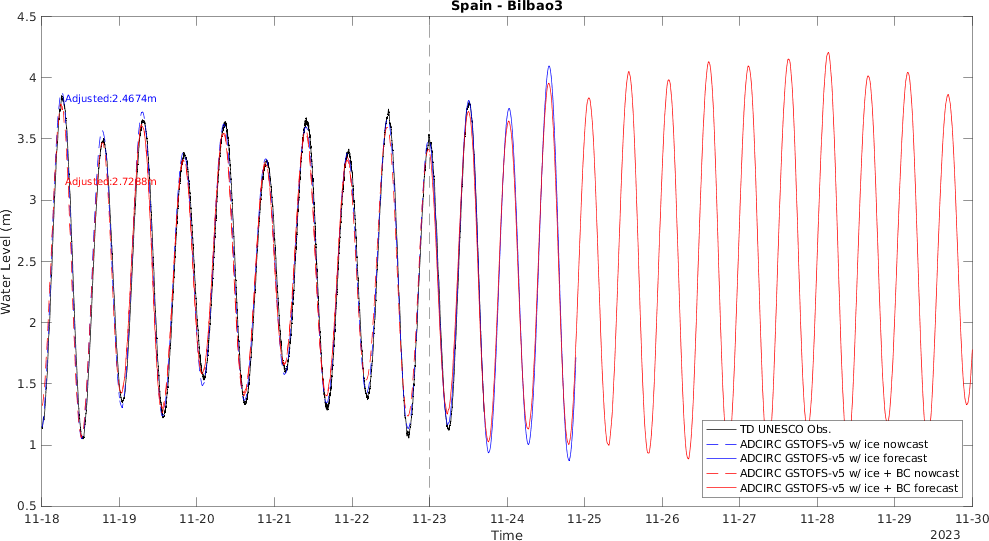 Spain - Bilbao3
4.5
4
3.5
3
2.5
2
1.5
1
0.5
Water Level (m)
Adjusted:2.4674m
Adjusted:2.7288m
TD UNESCO Obs.
ADCIRC GSTOFS-v5 w/ ice nowcast
ADCIRC GSTOFS-v5 w/ ice forecast
ADCIRC GSTOFS-v5 w/ ice + BC nowcast
ADCIRC GSTOFS-v5 w/ ice + BC forecast
11-18 11-19 11-20 11-21 11-22 11-23 11-24 11-25 11-26 11-27 11-28 11-29 11-30
Time
2023